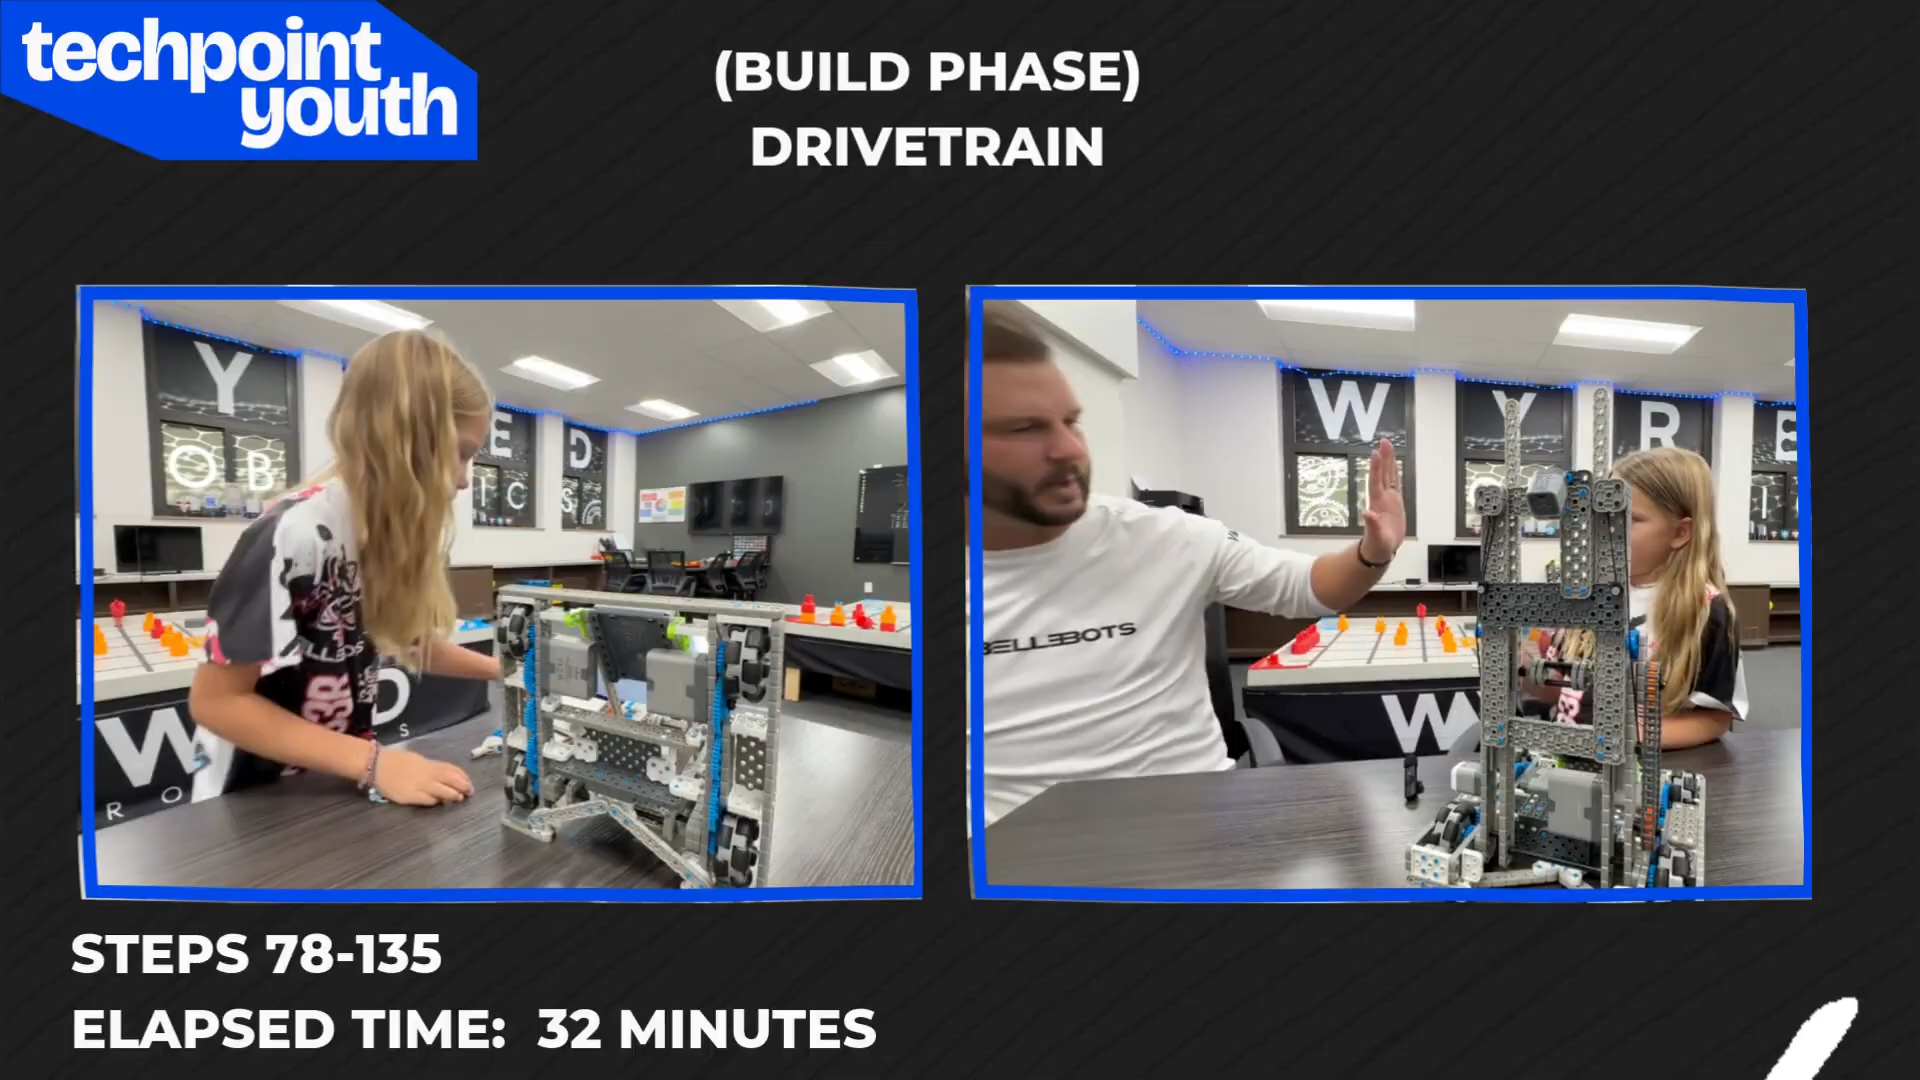 techpoint
youth
(BUILD PHASE)
DRIVETRAIN
Y
E D
O B
I C S
W
D
R O
S
W Y R E
BELLEBOTS
W Y
STEPS 78-135
ELAPSED TIME: 32 MINUTES